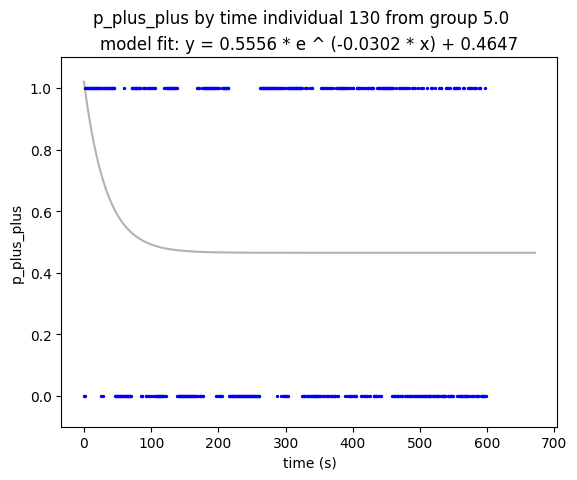 p_plus_plus by time individual 130 from group 5.0
model fit: y = 0.5556 * e ^ (-0.0302 * x) + 0.4647
1.0
0.8
0.6
0.4
0.2
0.0
p_plus_plus
0 100 200 300 400 500 600 700
time (s)